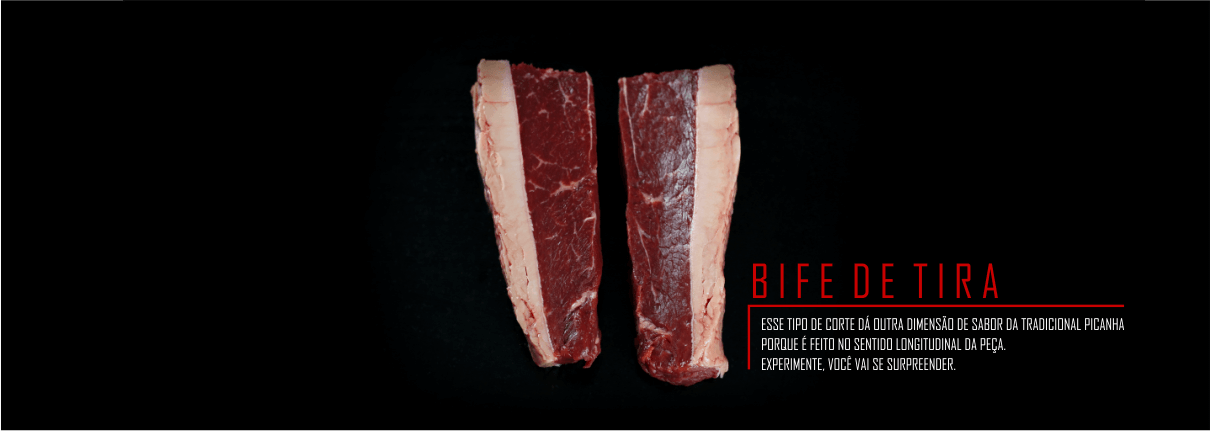 BIFE DE TIRA
ESSE TIPO DE CORTE DÁ OUTRA DIMENSÃO DE SABOR DA TRADICIONAL PICANHA
PORQUE É FEITO NO SENTIDO LONGITUDINAL DA PEÇA.
EXPERIMENTE, VOCÊ VAI SE SURPREENDER.